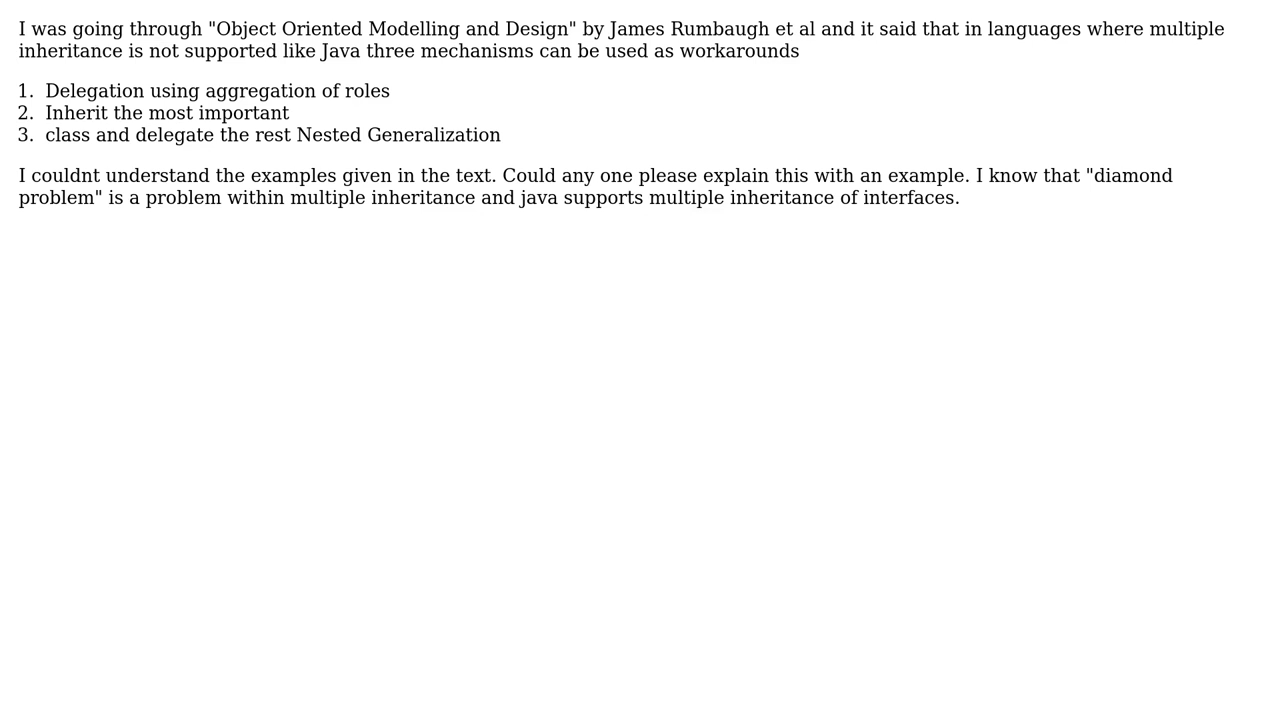 I was going through "Object Oriented Modelling and Design" by James Rumbaugh et al and it said that in languages where multiple
inheritance is not supported like Java three mechanisms can be used as workarounds
1. Delegation using aggregation of roles
2. Inherit the most important
3. class and delegate the rest Nested Generalization
I couldnt understand the examples given in the text. Could any one please explain this with an example. I know that "diamond
problem" is a problem within multiple inheritance and java supports multiple inheritance of interfaces.